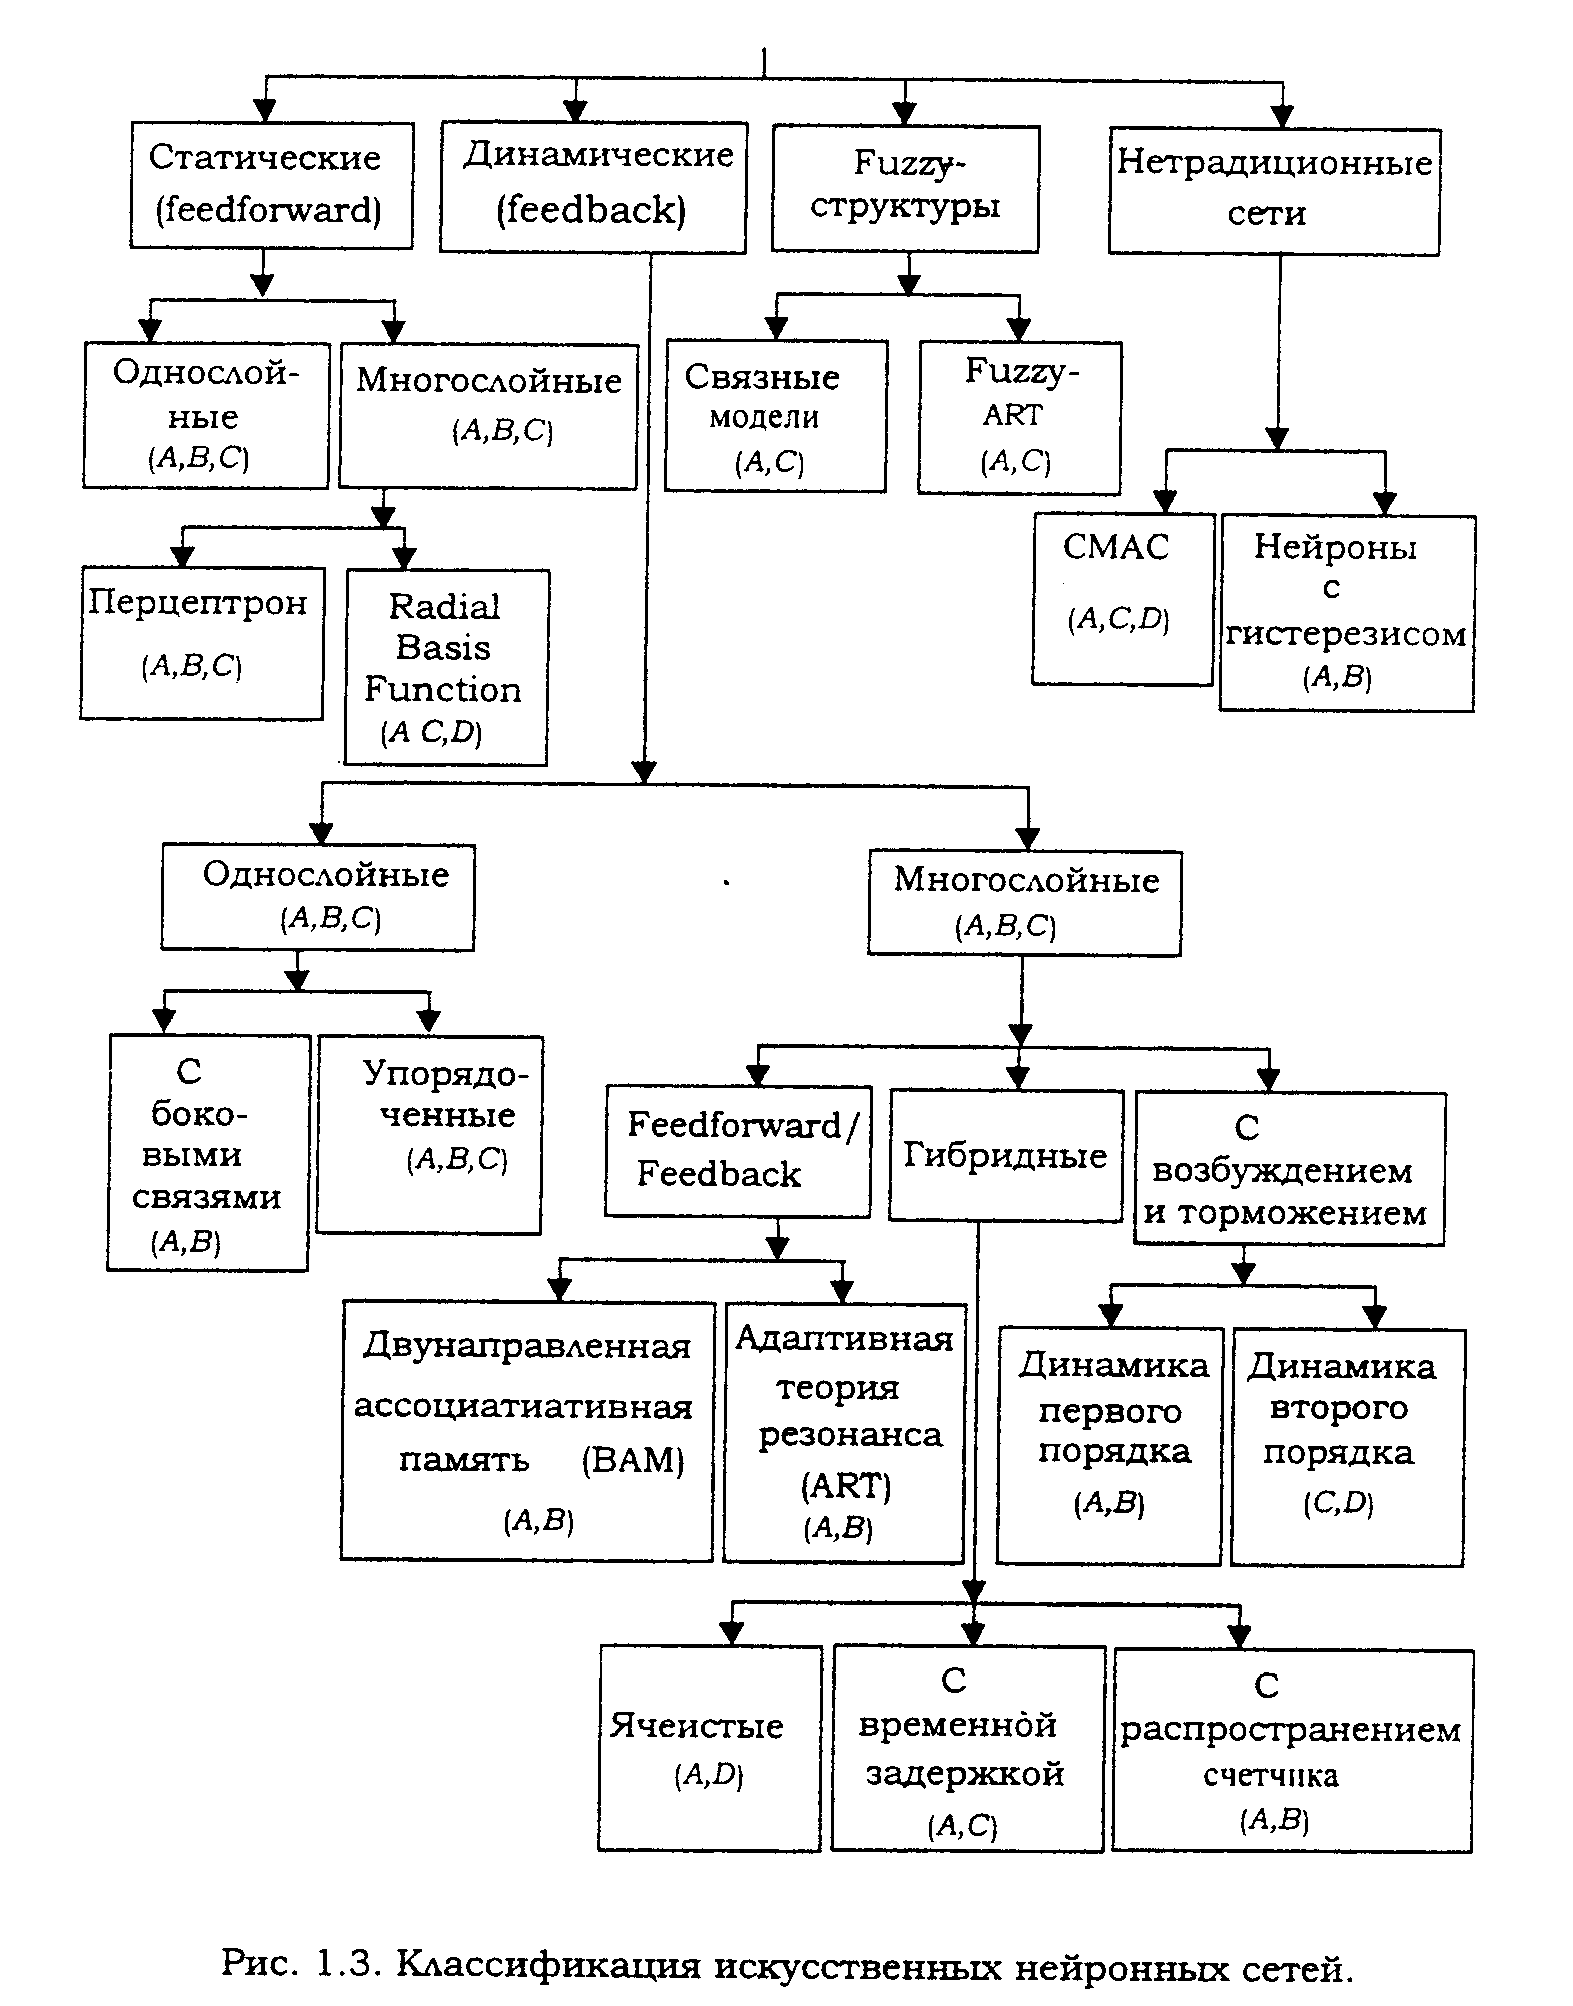 Статические
(feedforward)
Динамические
(feedback)
Fuzzy-
структуры
Нетрадиционные
сети
Однослой-
ные
(A,B,C)
Многослойные
(A,B,C)
Связные
модели
(A,C)
Fuzzy-
ART
(A,C)
СМАС
(A,C,D)
Нейроны
с
гистерезисом
(A,B)
Перцептрон
(A,B,C)
Radial
Basis
Function
(A C,D)
Однослойные
(A,B,C)
Многослойные
(A,B,C)
С
боко-
выми
связями
(A,B)
Упорядо-
ченные
(A,B,C)
Feedforward/
Feedback
Гибридные
С
возбуждением
и торможением
Двунаправленная
ассоциатиативная
память (BAM)
(A,B)
Адаптивная
теория
резонанса
(ART)
(A,B)
Динамика
первого
порядка
(A,B)
Динамика
второго
порядка
(C,D)
Ячеистые
(A,D)
С
временно̀й
задержкой
(A,C)
С
распространением
счетчика
(A,B)
Рис. 1.3. Классификация искусственных нейронных сетей.